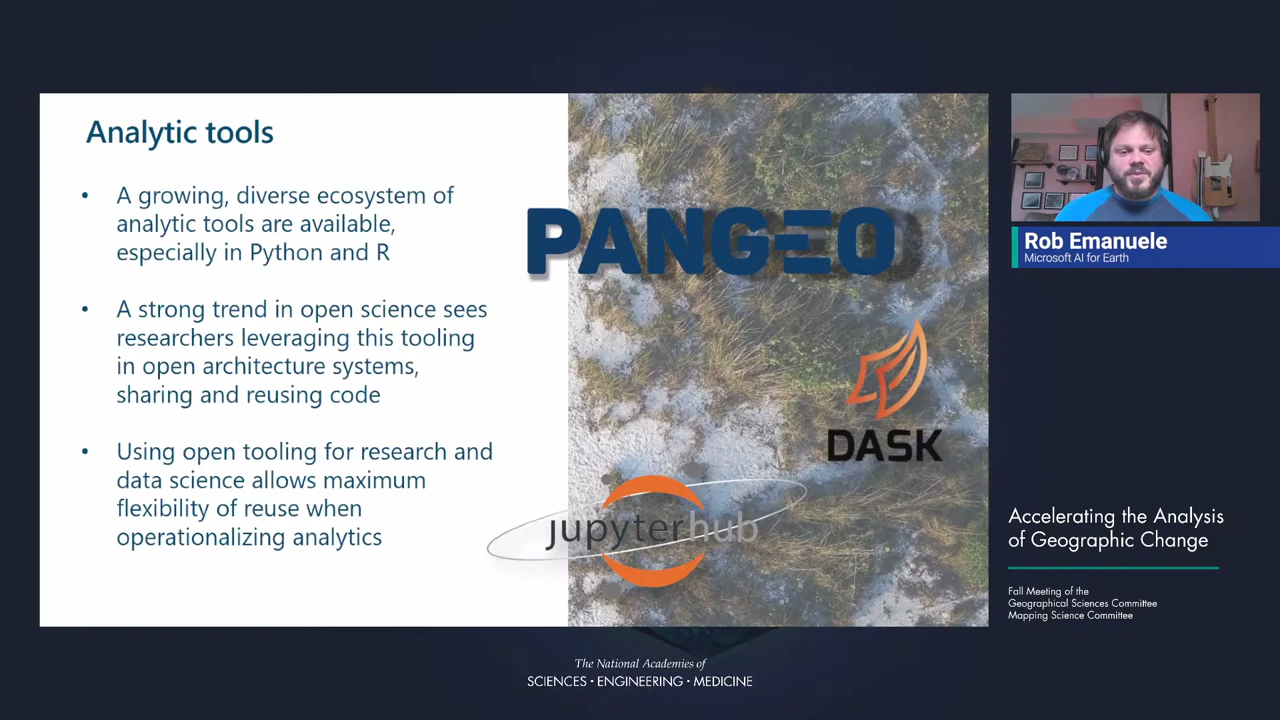 Analytic tools
• A growing, diverse ecosystem of
analytic tools are available,
especially in Python and R
• A strong trend in open science sees
researchers leveraging this tooling
in open architecture systems,
sharing and reusing code
• Using open tooling for research and
data science allows maximum
flexibility of reuse when
operationalizing analytics
PANGEO
DASK
jupyterhub
Rob Emanuele
Microsoft AI for Earth
Accelerating the Analysis
of Geographic Change
Fall Meeting of the
Geographical Sciences Committee
Mapping Science Committee
The National Academies of
SCIENCES • ENGINEERING • MEDICINE